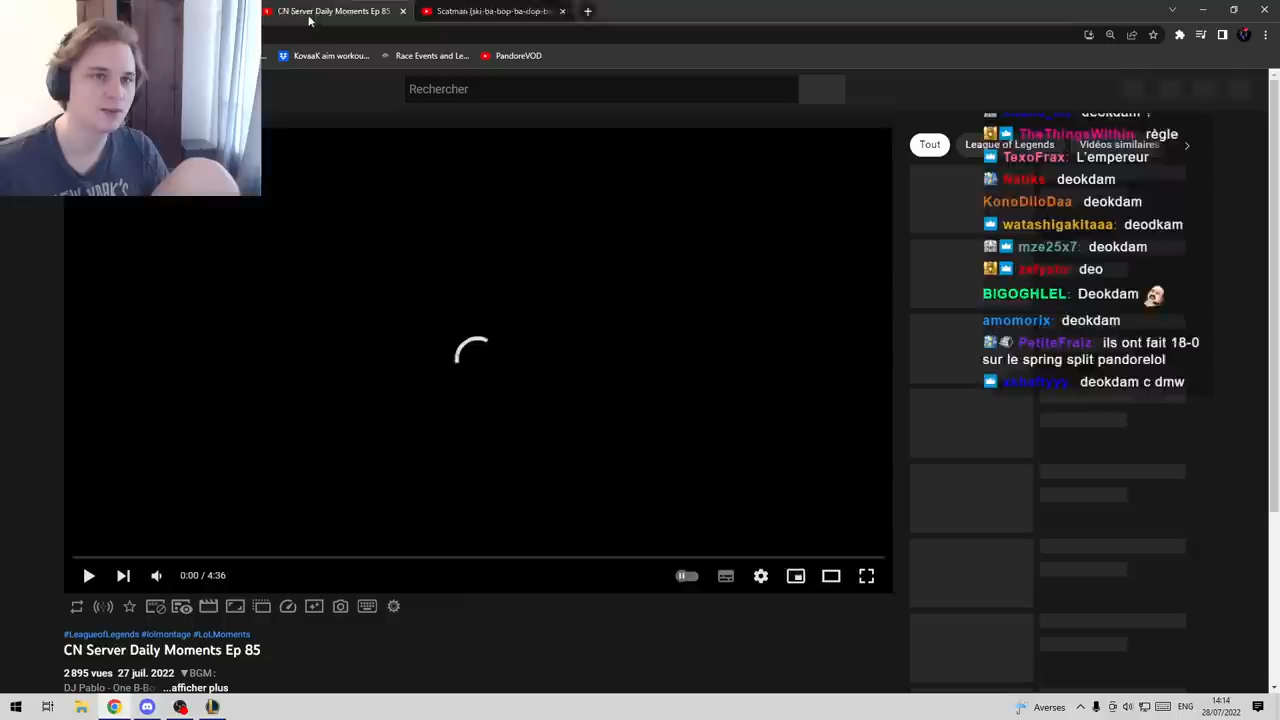 CN Server Daily Moments Ep 85
Scatman (ski-ba-bop-ba-dop-b
KovaaK aim workou...
Race Events and Le...
PandoreVOD
Rechercher
Tout
League of Legends
Vidéos similaires
deokdam !
TheThingsWithin: règle
TexoFrax: L'empereur
Natiks: deokdam
KonoDiloDaa: deokdam
watashigakitaaa: deodkam
mze25x7: deokdam
deo
BIGOGHLEL: Deokdam
amomorix: deokdam
PetiteFraiz: ils ont fait 18-0
sur le spring split pandorelol
deokdam c dmw
NEW YORK'S
0:00 / 4:36
#LeagueofLegends #lolmontage #LoLMoments
CN Server Daily Moments Ep 85
2 895 vues 27 juil. 2022 ▼BGM :
DJ Pablo - One B-Bo ...afficher plus
Averses
ENG
14:14
28/07/2022